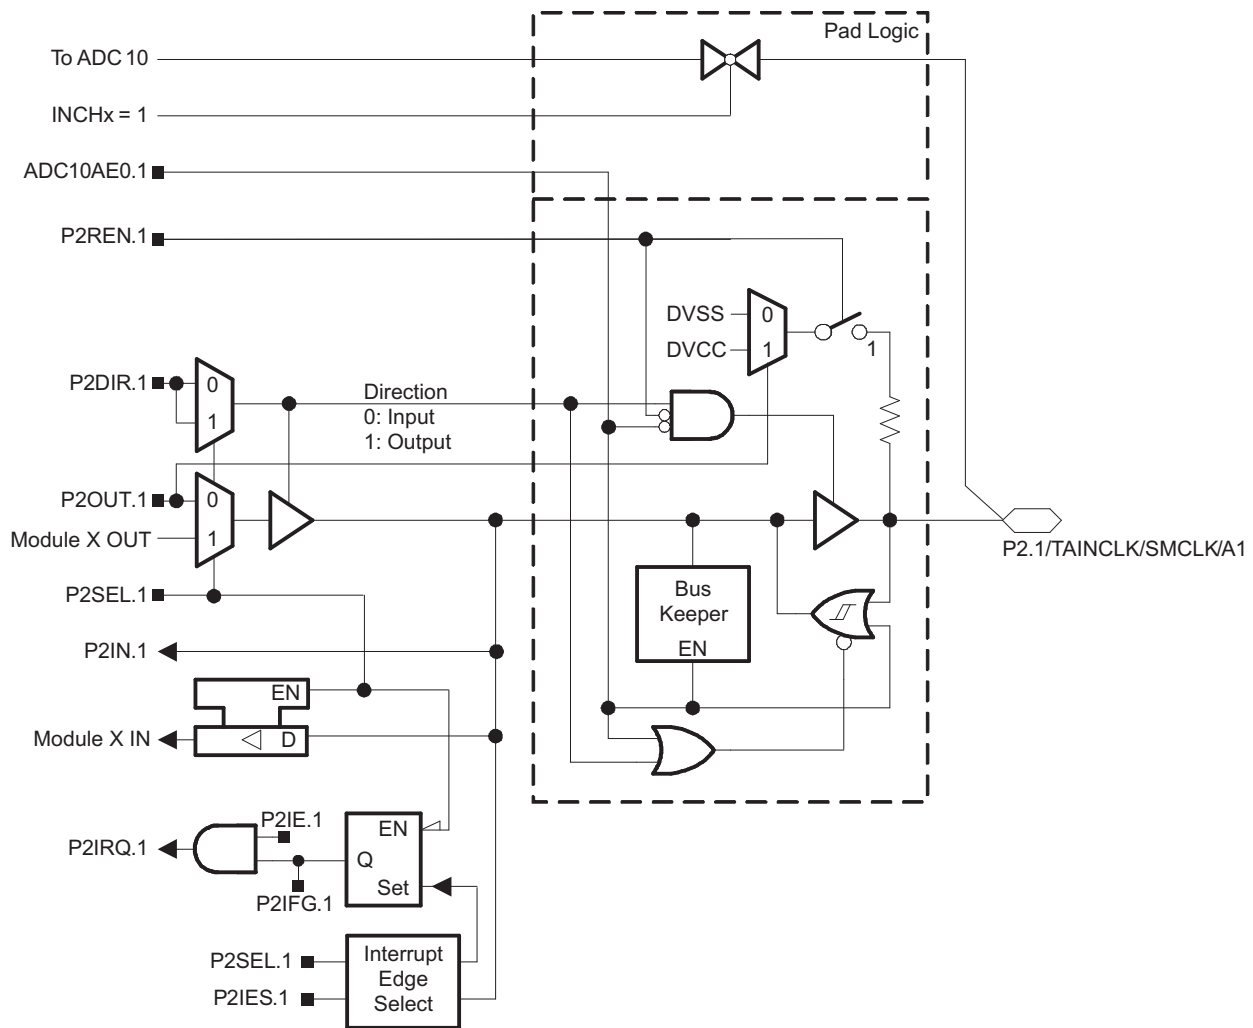 Pad Logic
To ADC 10
INCHx = 1
ADC10AE0.1
P2REN.1
DVSS
0
DVCC
1
1
P2DIR.1
0
1
Direction
0: Input
1: Output
P2OUT.1
0
Module X OUT
1
P2.1/TAINCLK/SMCLK/A1
P2SEL.1
Bus
Keeper
EN
P2IN.1
EN
Module X IN
D
P2IE.1
P2IRQ.1
EN
Q
Set
P2IFG.1
P2SEL.1
P2IES.1
Interrupt
Edge
Select